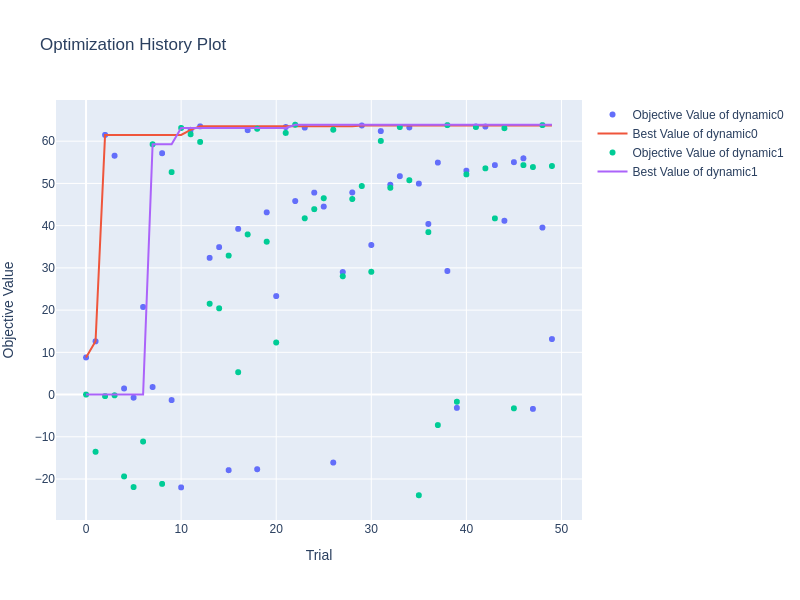 Optimization History Plot
Objective Value of dynamic0
Best Value of dynamic0
Objective Value of dynamic1
Best Value of dynamic1
60
50
40
30
20
10
0
−10
−20
0
10
20
30
40
50
Trial
Objective Value